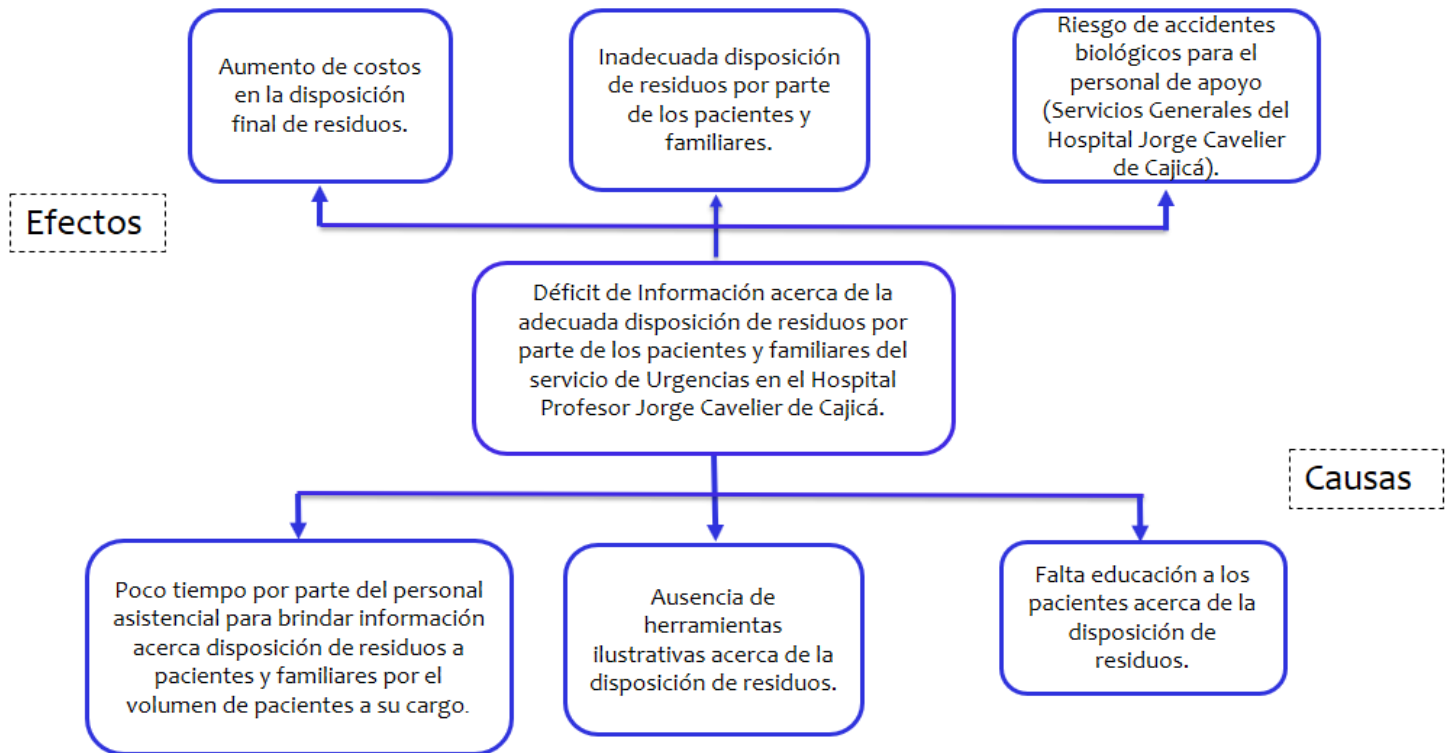 Aumento de costos
en la disposición
final de residuos.
Inadecuada disposición
de residuos por parte
de los pacientes y
familiares.
Riesgo de accidentes
biológicos para el
personal de apoyo
(Servicios Generales del
Hospital Jorge Cavelier
de Cajicá).
Efectos
Déficit de Información acerca de la
adecuada disposición de residuos por
parte de los pacientes y familiares del
servicio de Urgencias en el Hospital
Profesor Jorge Cavelier de Cajicá.
Causas
Poco tiempo por parte del personal
asistencial para brindar información
acerca disposición de residuos a
pacientes y familiares por el
volumen de pacientes a su cargo.
Ausencia de
herramientas
ilustrativas acerca de la
disposición de residuos.
Falta educación a los
pacientes acerca de la
disposición de
residuos.